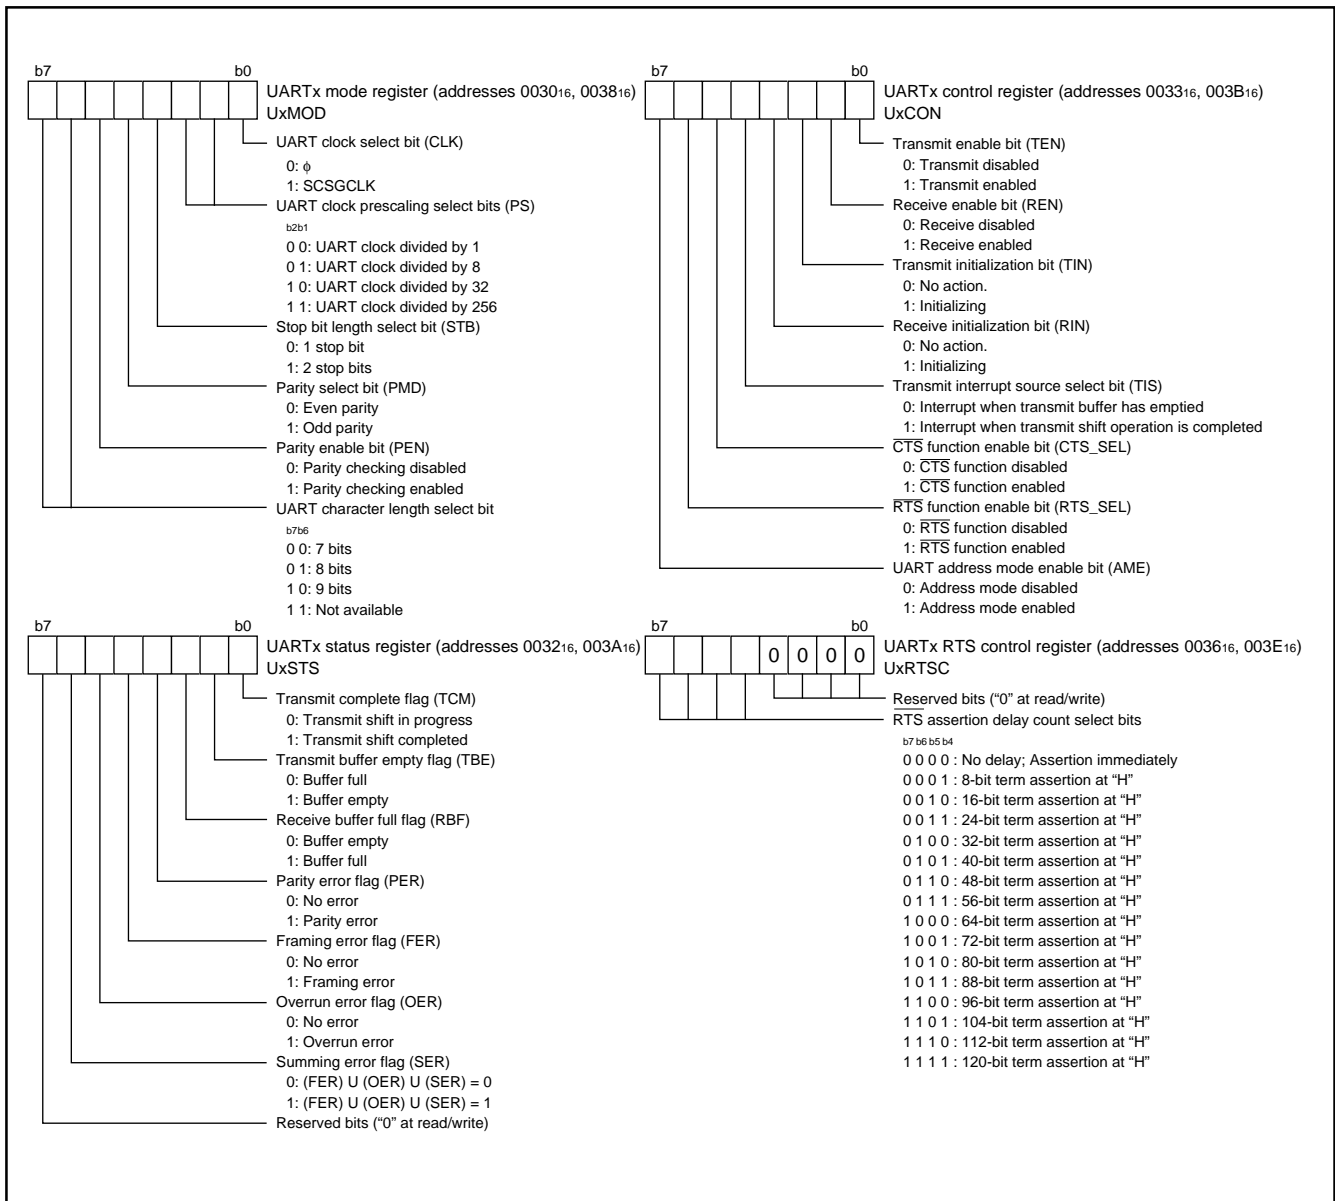 b7 b0
UARTx mode register (addresses 0030₁₆, 0038₁₆)
UxMOD
UART clock select bit (CLK)
0: ϕ
1: SCSGCLK
UART clock prescaling select bits (PS)
b2b1
0 0: UART clock divided by 1
0 1: UART clock divided by 8
1 0: UART clock divided by 32
1 1: UART clock divided by 256
Stop bit length select bit (STB)
0: 1 stop bit
1: 2 stop bits
Parity select bit (PMD)
0: Even parity
1: Odd parity
Parity enable bit (PEN)
0: Parity checking disabled
1: Parity checking enabled
UART character length select bit
b7b6
0 0: 7 bits
0 1: 8 bits
1 0: 9 bits
1 1: Not available
b7 b0
UARTx control register (addresses 0033₁₆, 003B₁₆)
UxCON
Transmit enable bit (TEN)
0: Transmit disabled
1: Transmit enabled
Receive enable bit (REN)
0: Receive disabled
1: Receive enabled
Transmit initialization bit (TIN)
0: No action.
1: Initializing
Receive initialization bit (RIN)
0: No action.
1: Initializing
Transmit interrupt source select bit (TIS)
0: Interrupt when transmit buffer has emptied
1: Interrupt when transmit shift operation is completed
C̅T̅S̅ function enable bit (CTS_SEL)
0: C̅T̅S̅ function disabled
1: C̅T̅S̅ function enabled
R̅T̅S̅ function enable bit (RTS_SEL)
0: R̅T̅S̅ function disabled
1: R̅T̅S̅ function enabled
UART address mode enable bit (AME)
0: Address mode disabled
1: Address mode enabled
b7 b0
UARTx status register (addresses 0032₁₆, 003A₁₆)
UxSTS
Transmit complete flag (TCM)
0: Transmit shift in progress
1: Transmit shift completed
Transmit buffer empty flag (TBE)
0: Buffer full
1: Buffer empty
Receive buffer full flag (RBF)
0: Buffer empty
1: Buffer full
Parity error flag (PER)
0: No error
1: Parity error
Framing error flag (FER)
0: No error
1: Framing error
Overrun error flag (OER)
0: No error
1: Overrun error
Summing error flag (SER)
0: (FER) U (OER) U (SER) = 0
1: (FER) U (OER) U (SER) = 1
Reserved bits (“0” at read/write)
b7 b0
0 0 0 0
UARTx RTS control register (addresses 0036₁₆, 003E₁₆)
UxRTSC
Reserved bits (“0” at read/write)
R̅T̅S̅ assertion delay count select bits
b7 b6 b5 b4
0 0 0 0 : No delay; Assertion immediately
0 0 0 1 : 8-bit term assertion at “H”
0 0 1 0 : 16-bit term assertion at “H”
0 0 1 1 : 24-bit term assertion at “H”
0 1 0 0 : 32-bit term assertion at “H”
0 1 0 1 : 40-bit term assertion at “H”
0 1 1 0 : 48-bit term assertion at “H”
0 1 1 1 : 56-bit term assertion at “H”
1 0 0 0 : 64-bit term assertion at “H”
1 0 0 1 : 72-bit term assertion at “H”
1 0 1 0 : 80-bit term assertion at “H”
1 0 1 1 : 88-bit term assertion at “H”
1 1 0 0 : 96-bit term assertion at “H”
1 1 0 1 : 104-bit term assertion at “H”
1 1 1 0 : 112-bit term assertion at “H”
1 1 1 1 : 120-bit term assertion at “H”